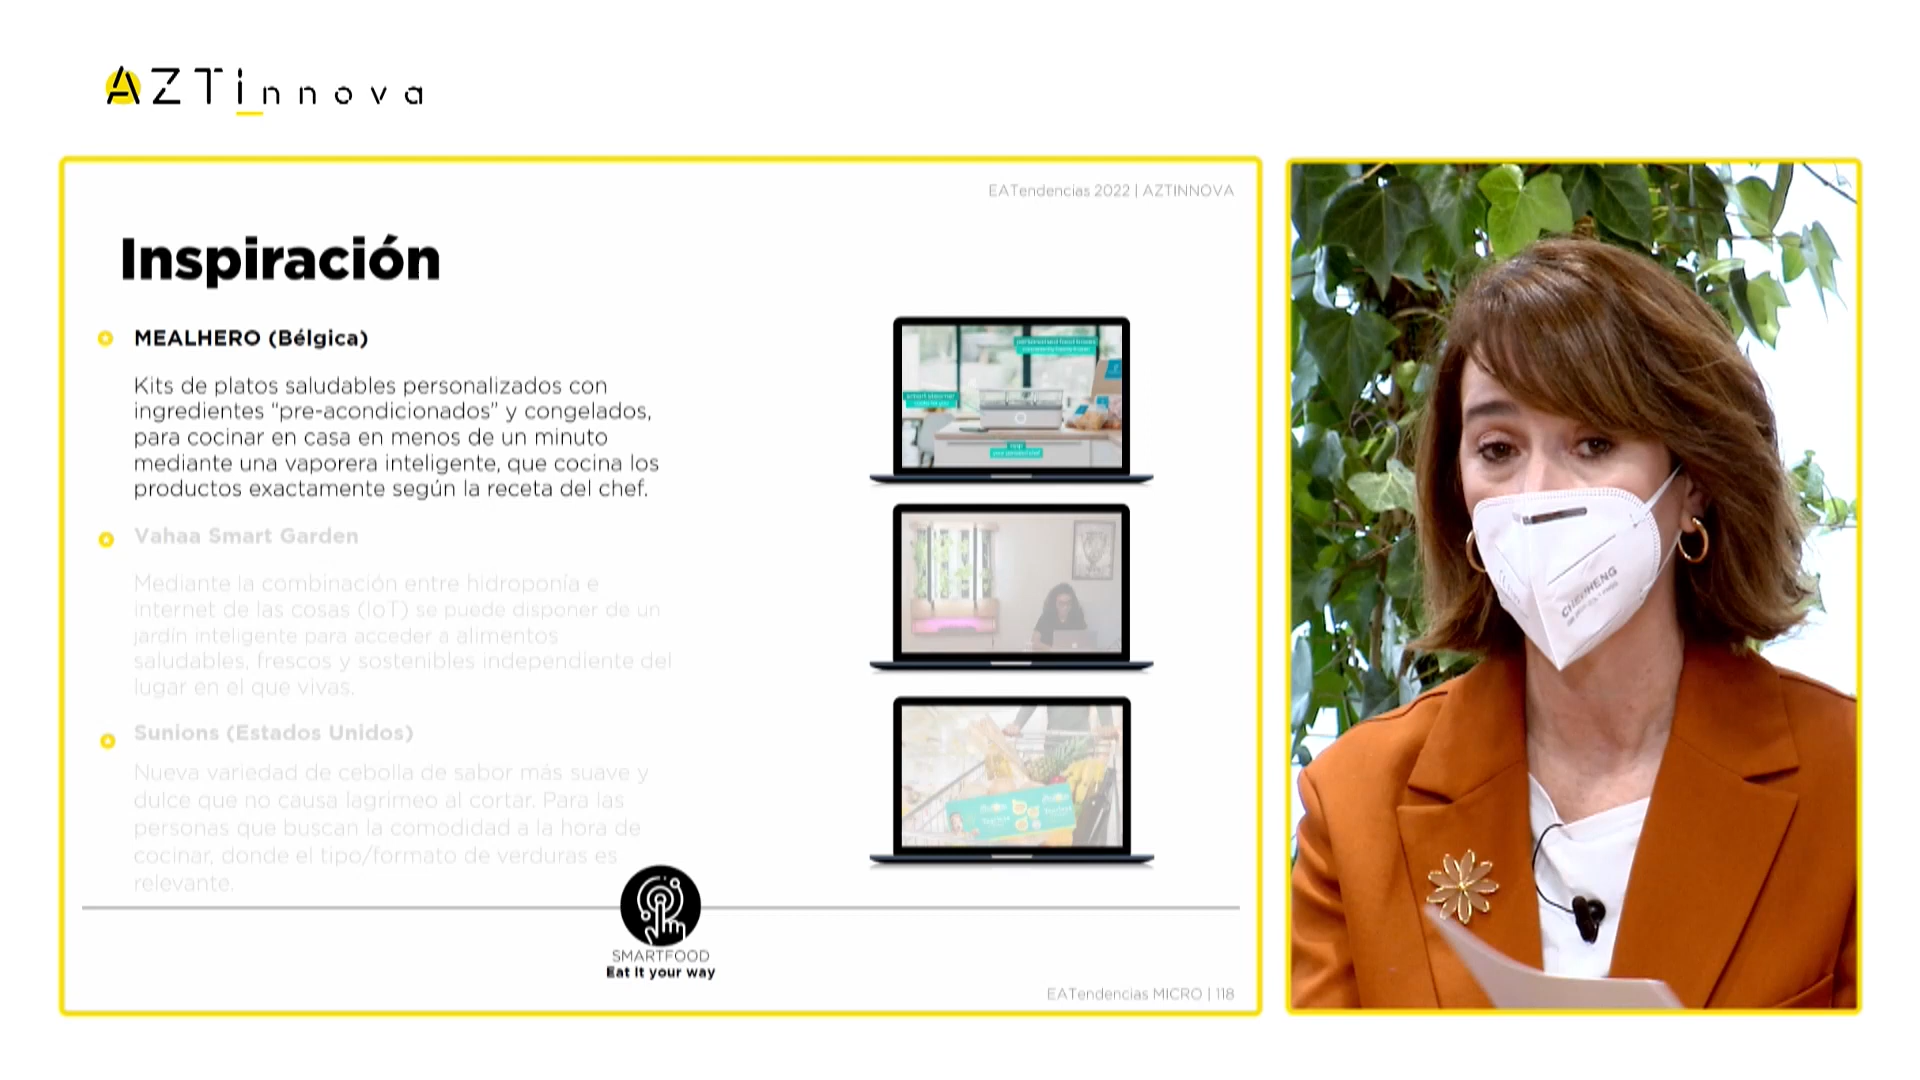 AZTInnova
EATendencias 2022 | AZTINNOVA
Inspiración
MEALHERO (Bélgica)
Kits de platos saludables personalizados con
ingredientes “pre-acondicionados” y congelados,
para cocinar en casa en menos de un minuto
mediante una vaporera inteligente, que cocina los
productos exactamente según la receta del chef.
Vahaa Smart Garden
Mediante la combinación entre hidroponía e
internet de las cosas (IoT) se puede disponer de un
jardín inteligente para acceder a alimentos
saludables, frescos y sostenibles independiente del
lugar en el que vivas.
Sunions (Estados Unidos)
Nueva variedad de cebolla de sabor más suave y
dulce que no causa lagrimeo al cortar. Para las
personas que buscan la comodidad a la hora de
cocinar, donde el tipo/formato de verduras es
relevante.
personalised food boxes
smart steamer
SMARTFOOD
Eat it your way
EATendencias MICRO | 118